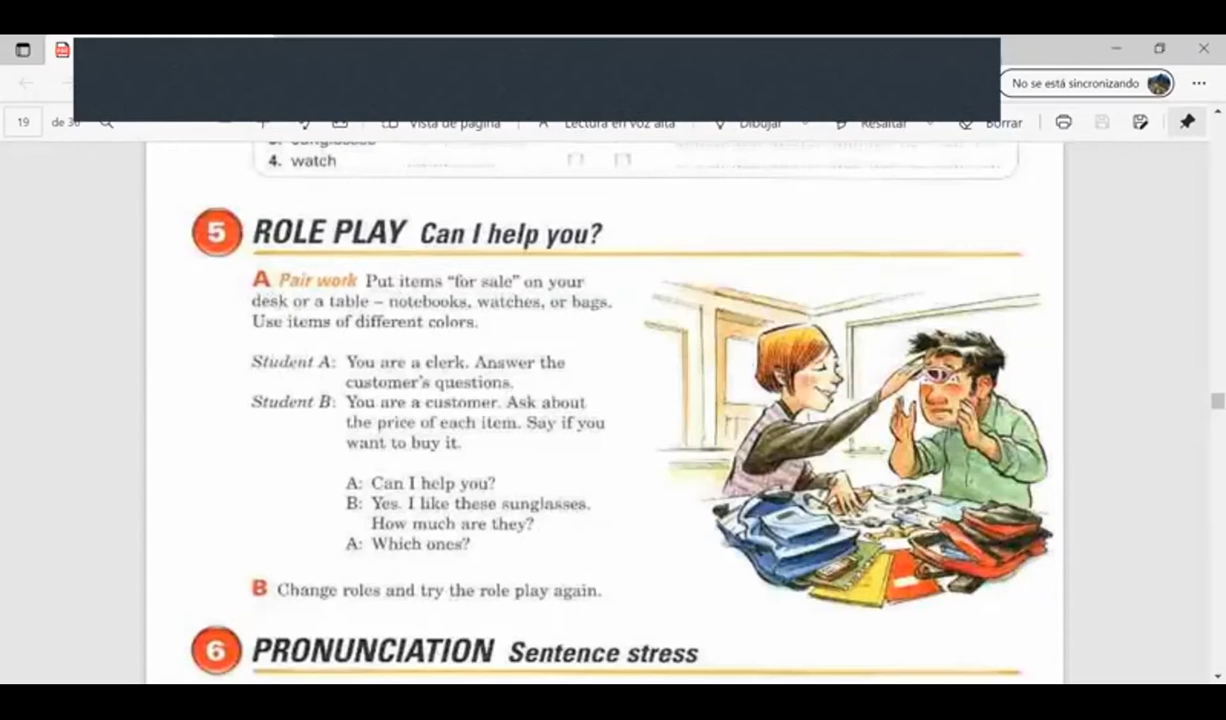 No se está sincronizando
19 de 36
Vista de página
Lectura en voz alta
Dibujar
Resaltar
Borrar
4. watch
5 ROLE PLAY Can I help you?
A Pair work Put items “for sale” on your
desk or a table – notebooks, watches, or bags.
Use items of different colors.
Student A: You are a clerk. Answer the
customer's questions.
Student B: You are a customer. Ask about
the price of each item. Say if you
want to buy it.
A: Can I help you?
B: Yes. I like these sunglasses.
How much are they?
A: Which ones?
B Change roles and try the role play again.
6 PRONUNCIATION Sentence stress